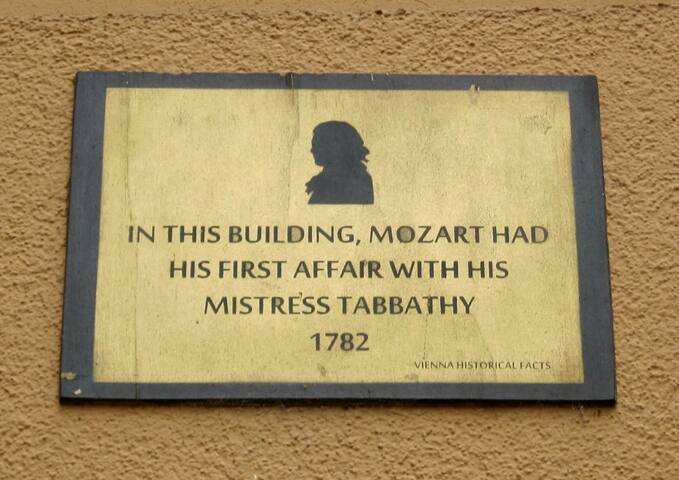 IN THIS BUILDING, MOZART HAD
HIS FIRST AFFAIR WITH HIS
MISTRESS TABBATHY
1782
VIENNA HISTORICAL FACTS